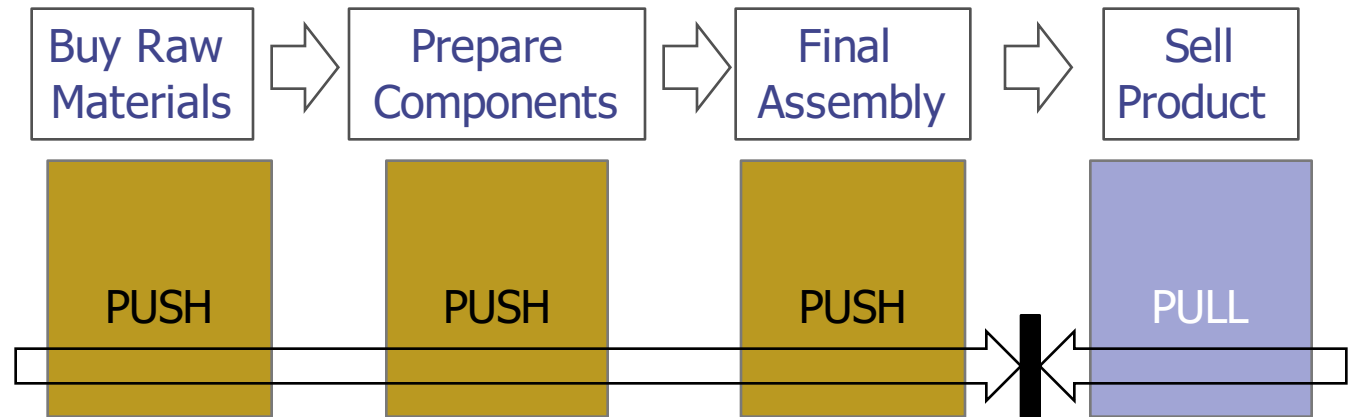 Buy Raw
Materials
Prepare
Components
Final
Assembly
Sell
Product
PUSH
PUSH
PUSH
PULL